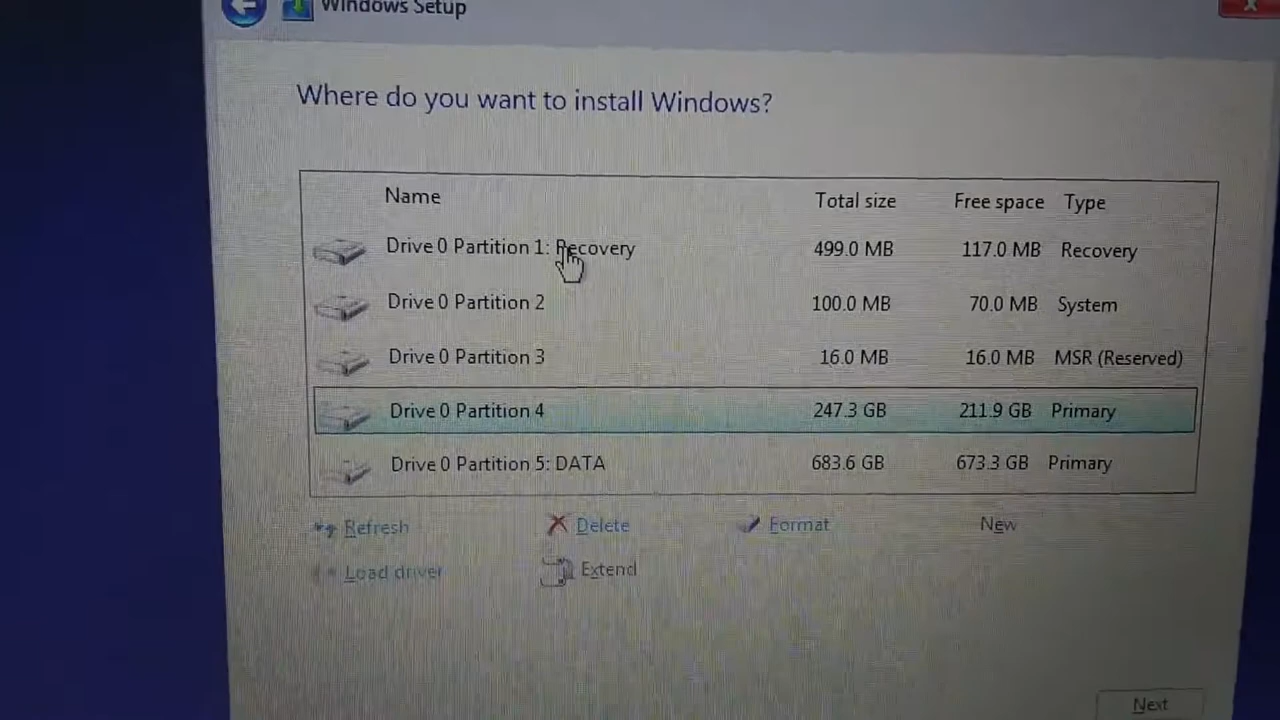 Windows Setup
Where do you want to install Windows?
Name Total size Free space Type
Drive 0 Partition 1: Recovery 499.0 MB 117.0 MB Recovery
Drive 0 Partition 2 100.0 MB 70.0 MB System
Drive 0 Partition 3 16.0 MB 16.0 MB MSR (Reserved)
Drive 0 Partition 4 247.3 GB 211.9 GB Primary
Drive 0 Partition 5: DATA 683.6 GB 673.3 GB Primary
Refresh Delete Format New
Load driver Extend
Next